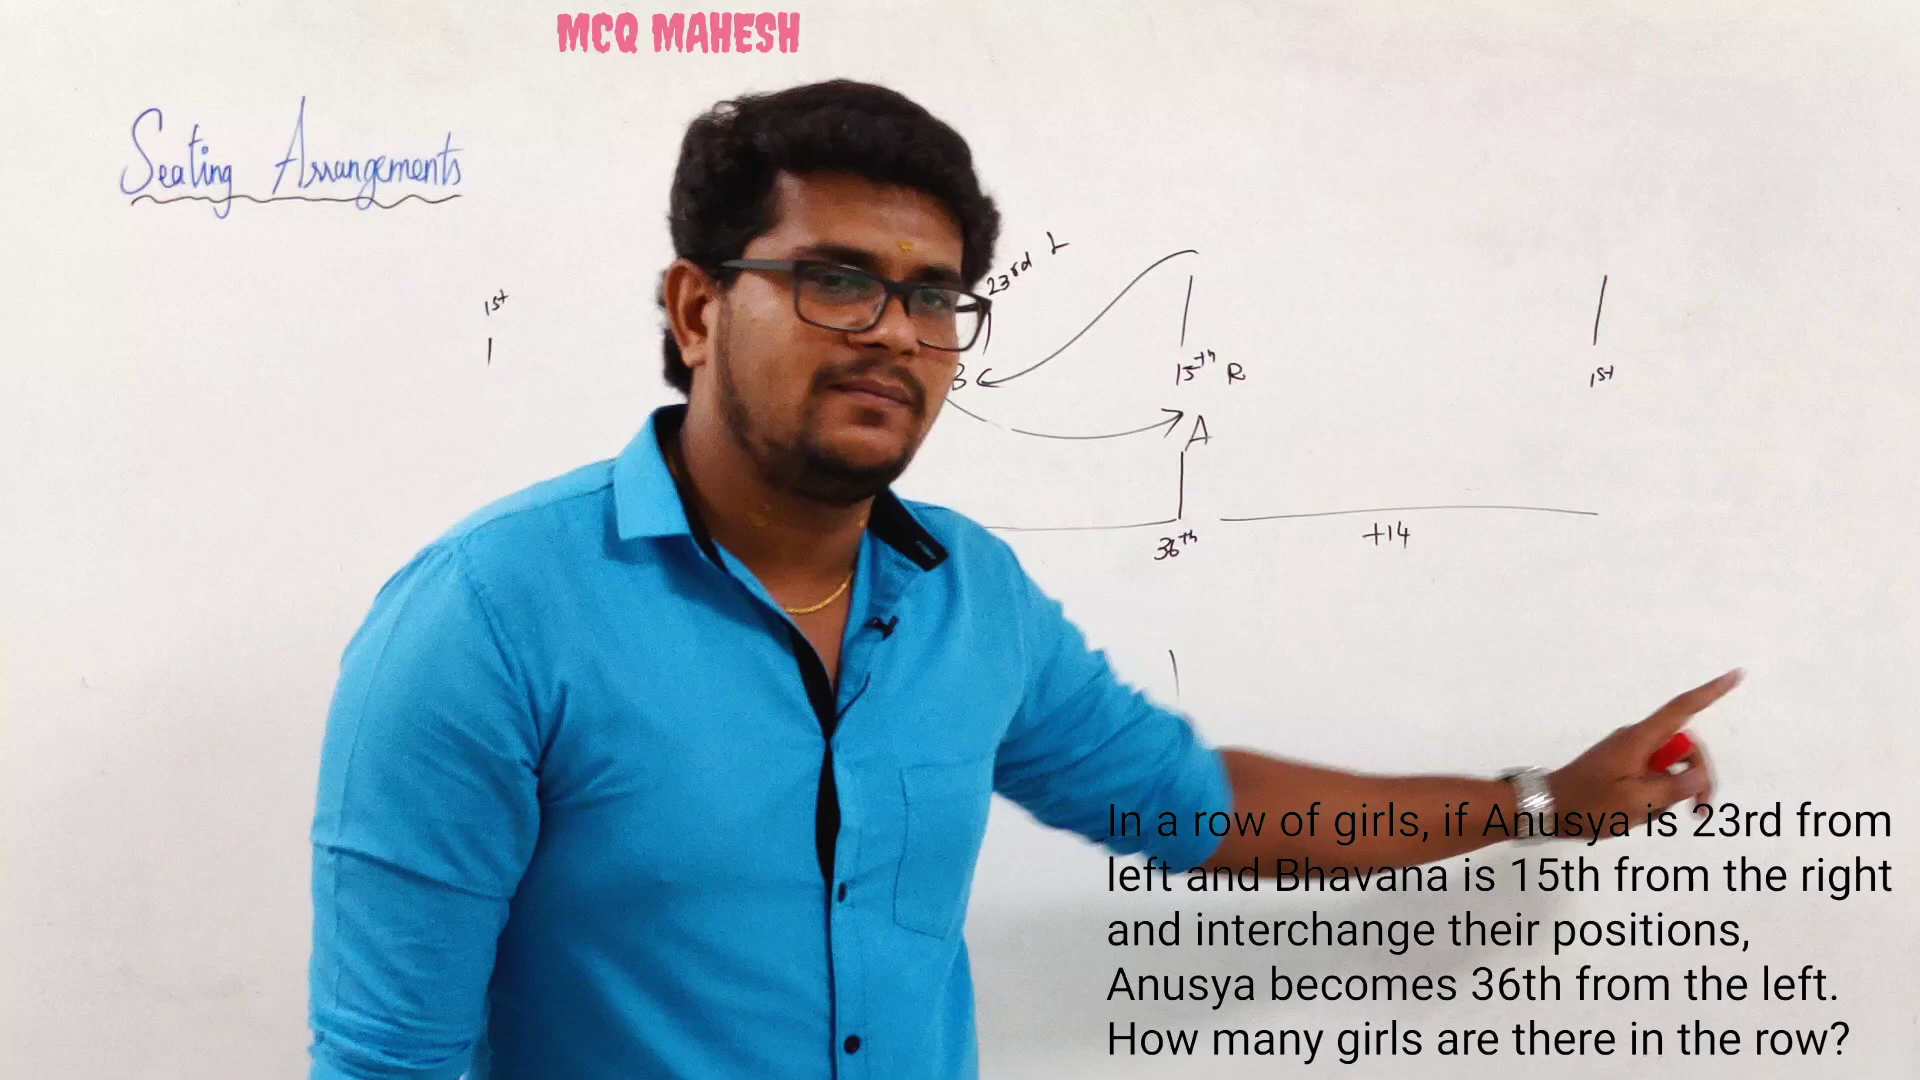 MCQ MAHESH
Seating Arrangements
23rd L
1st
B
15th R
1st
A
36th
+14
In a row of girls, if Anusya is 23rd from
left and Bhavana is 15th from the right
and interchange their positions,
Anusya becomes 36th from the left.
How many girls are there in the row?